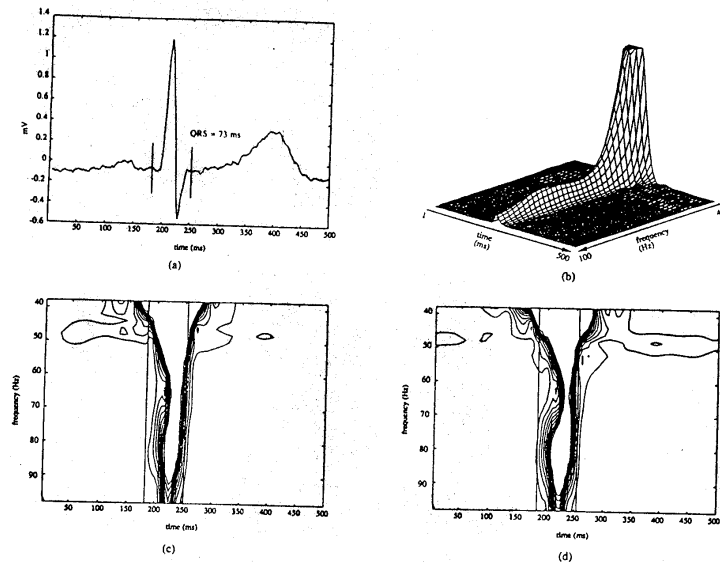 1.4
1.2
1
0.8
0.6
0.4
0.2
0
-0.2
-0.4
-0.6
mV
QRS = 73 ms
50 100 150 200 250 300 350 400 450 500
time (ms)
(a)
1
time
(ms)
500
100
frequency
(Hz)
(b)
40
50
60
70
80
90
frequency (Hz)
50 100 150 200 250 300 350 400 450 500
time (ms)
(c)
40
50
60
70
80
90
frequency (Hz)
50 100 150 200 250 300 350 400 450 500
time (ms)
(d)